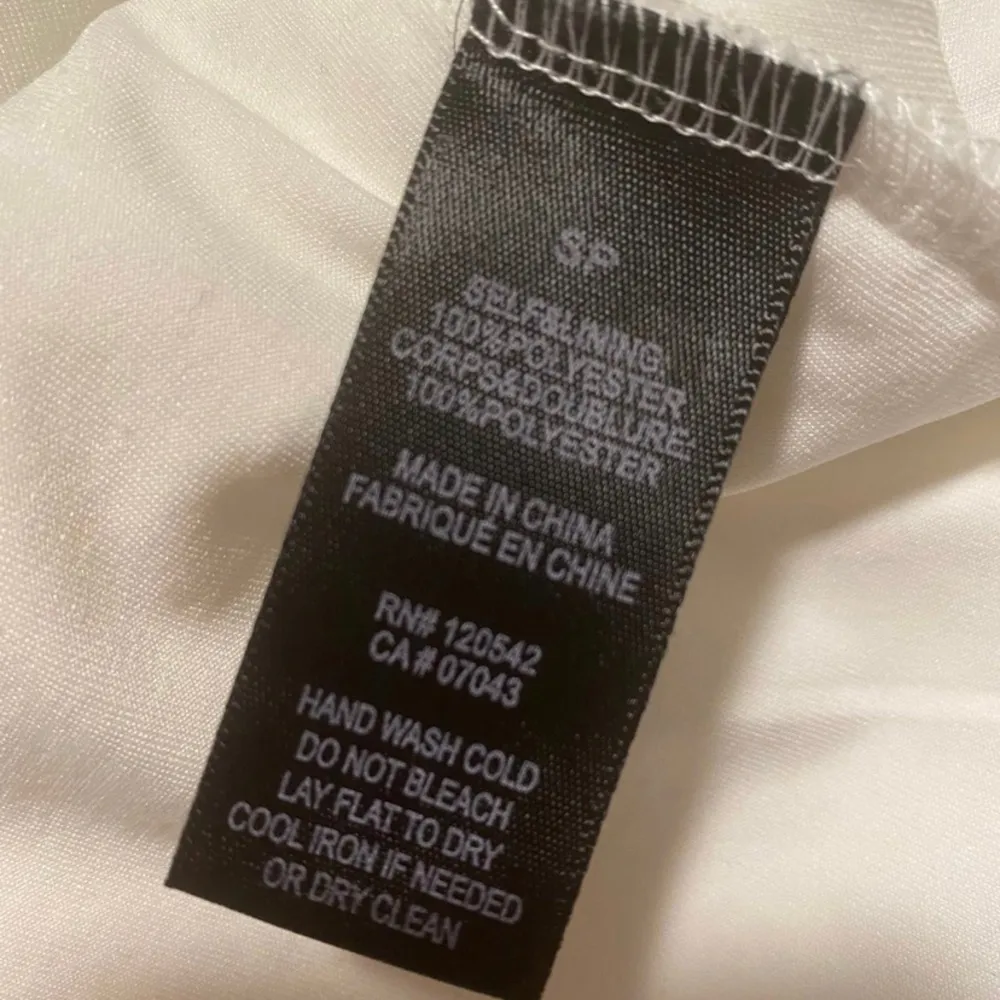 SP
SELF&LINING
100%POLYESTER
CORPS&DOUBLURE:
100%POLYESTER
MADE IN CHINA
FABRIQUÉ EN CHINE
RN# 120542
CA# 07043
HAND WASH COLD
DO NOT BLEACH
LAY FLAT TO DRY
COOL IRON IF NEEDED
OR DRY CLEAN